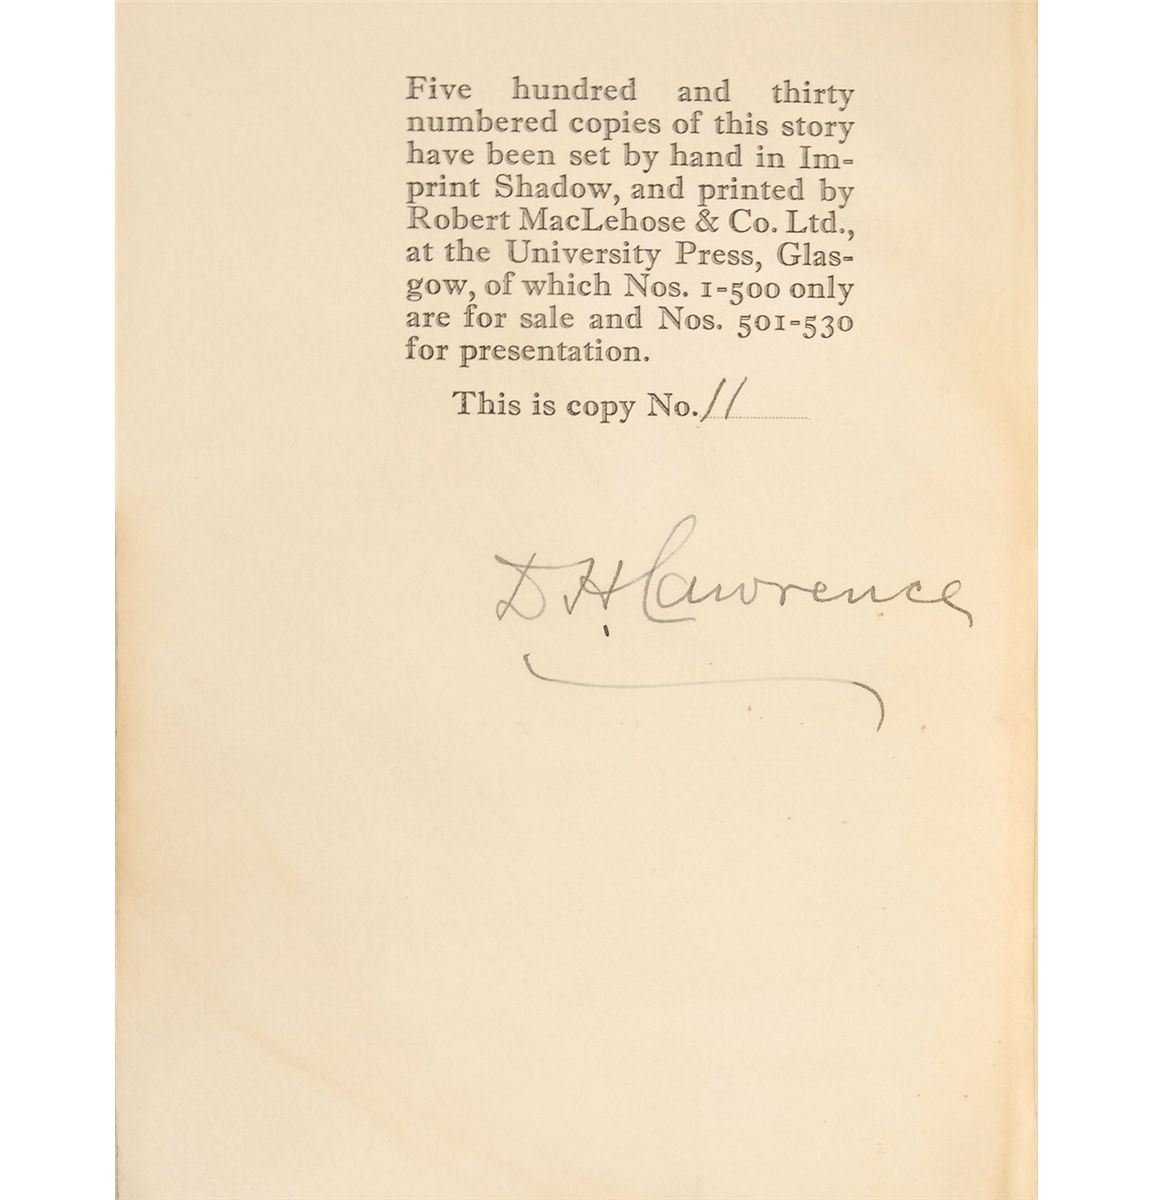 Five hundred and thirty
numbered copies of this story
have been set by hand in Im-
print Shadow, and printed by
Robert MacLehose & Co. Ltd.,
at the University Press, Glas-
gow, of which Nos. 1-500 only
are for sale and Nos. 501-530
for presentation.
This is copy No. 11
D. H. Lawrence